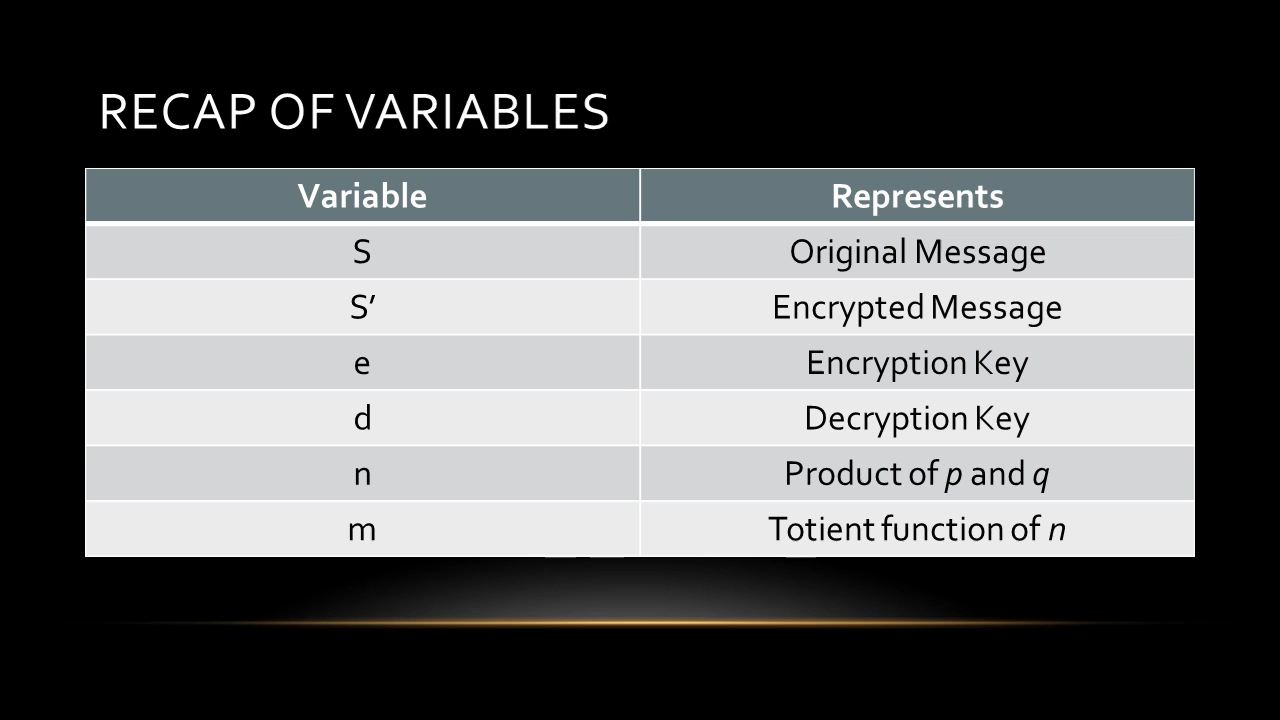 RECAP OF VARIABLES
Variable Represents
S Original Message
S’ Encrypted Message
e Encryption Key
d Decryption Key
n Product of p and q
m Totient function of n